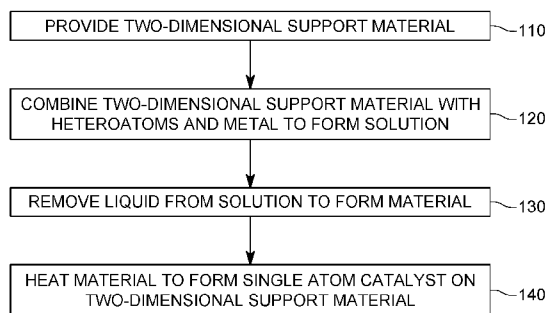 PROVIDE TWO-DIMENSIONAL SUPPORT MATERIAL
110
COMBINE TWO-DIMENSIONAL SUPPORT MATERIAL WITH
HETEROATOMS AND METAL TO FORM SOLUTION
120
REMOVE LIQUID FROM SOLUTION TO FORM MATERIAL
130
HEAT MATERIAL TO FORM SINGLE ATOM CATALYST ON
TWO-DIMENSIONAL SUPPORT MATERIAL
140